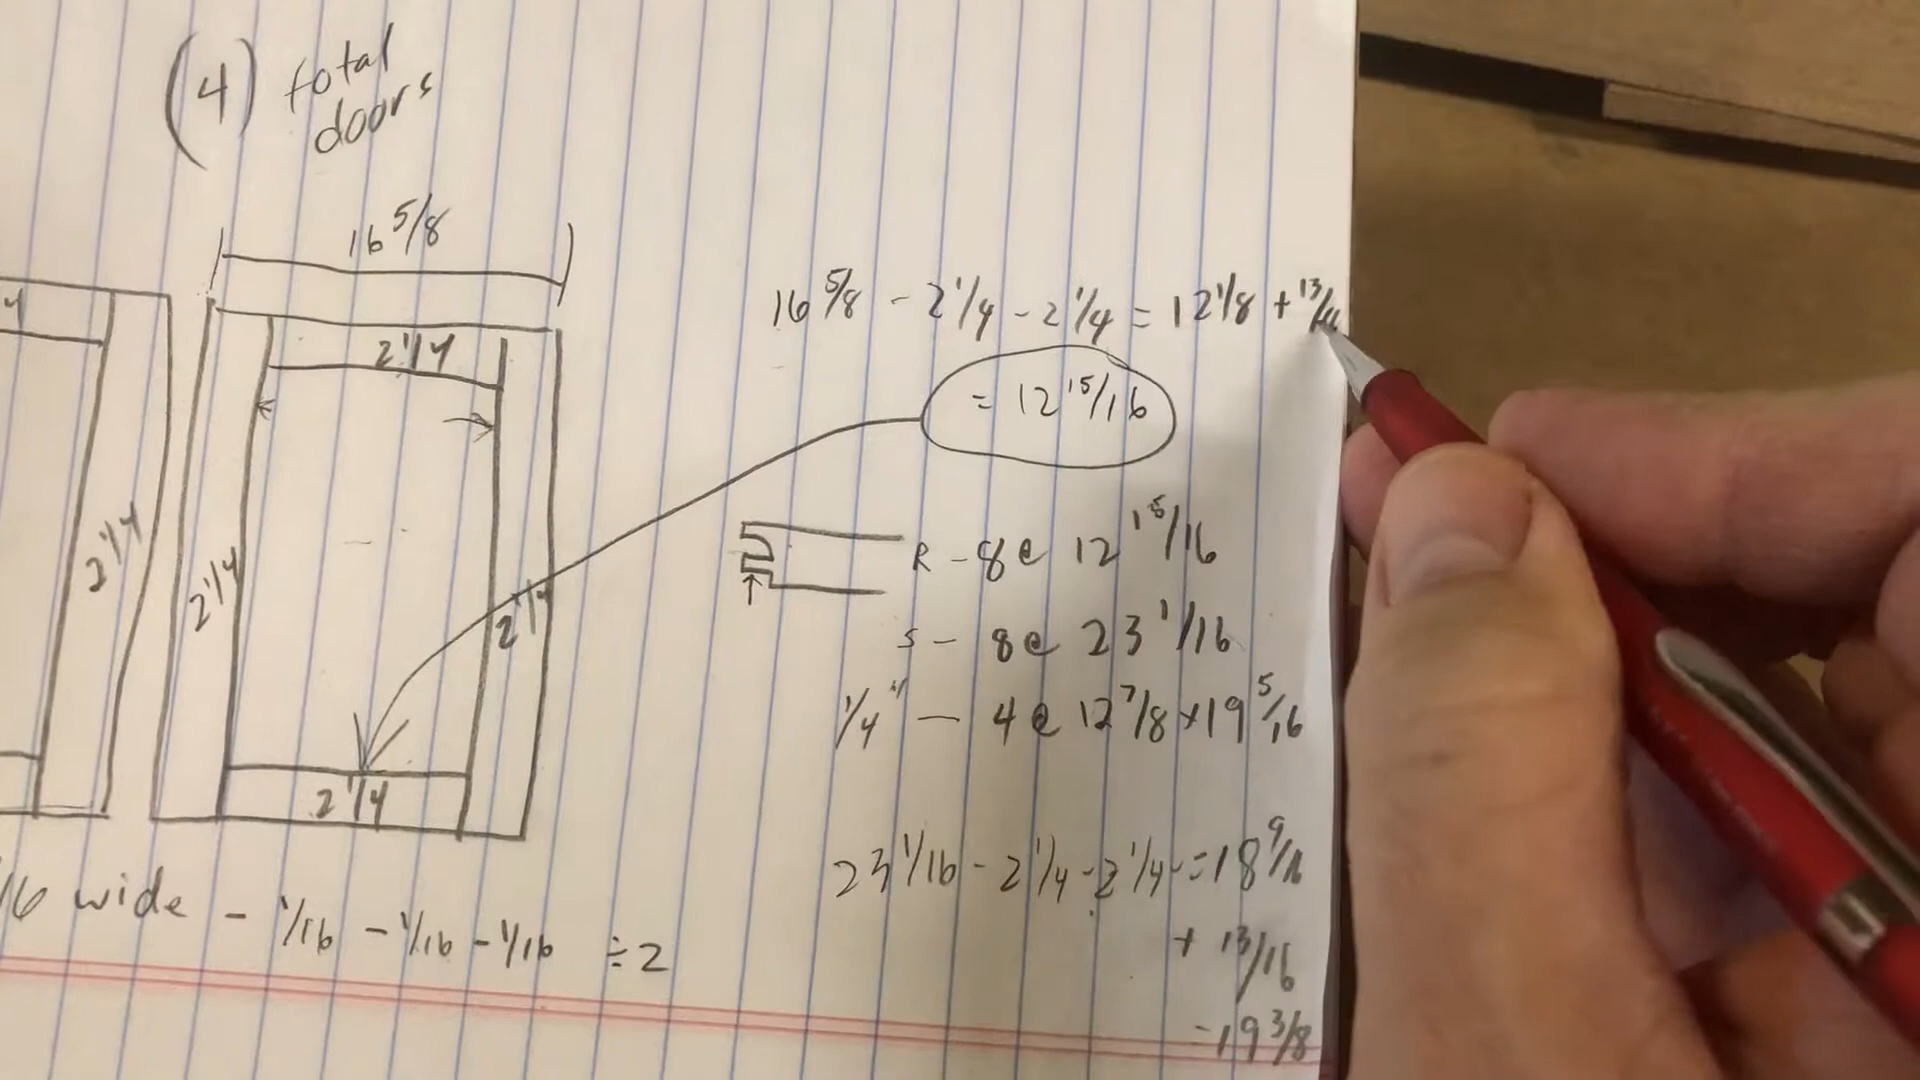 (4) total
doors
16 5/8
16 5/8 - 2 1/4 - 2 1/4 = 12 1/8 + 13/
2 1/4
= 12 15/16
2 1/4
2 1/4
2 1/4
R - 8 @ 12 15/16
S - 8 @ 23 1/16
1/4" - 4 @ 12 7/8 x 19 5/16
2 1/4
23 1/16 - 2 1/4 - 2 1/4 = 18 9/16
/16 wide - 1/16 - 1/16 - 1/16 ÷ 2
+ 13/16
- 19 3/8